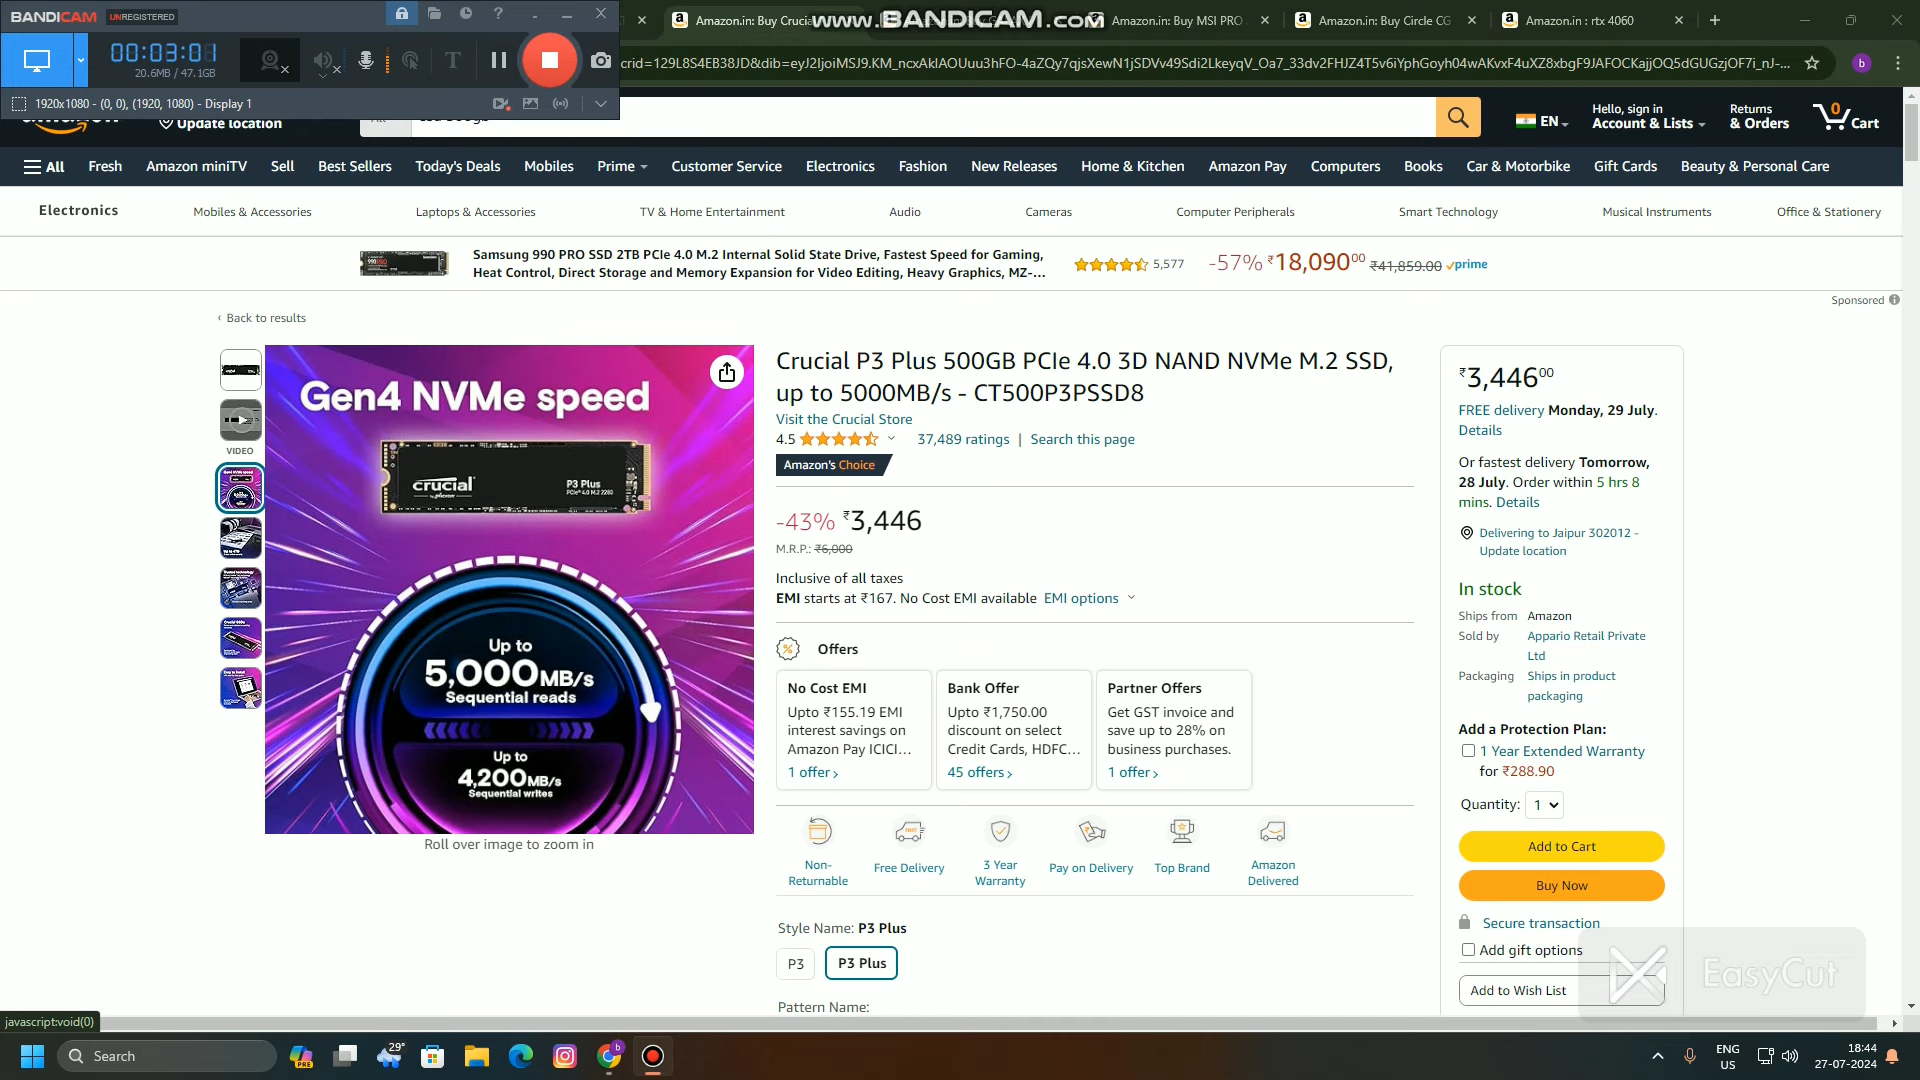 BANDICAM UNREGISTERED
00:03:01
20.6MB / 47.1GB
1920x1080 - (0, 0), (1920, 1080) - Display 1
www.BANDICAM.com
Amazon.in: Buy Crucia
Amazon.in: Buy MSI PRO
Amazon.in: Buy Circle CG
Amazon.in : rtx 4060
b
Update location
EN
Hello, sign in
Account & Lists
Returns
& Orders
0
Cart
All
Fresh
Amazon miniTV
Sell
Best Sellers
Today's Deals
Mobiles
Prime
Customer Service
Electronics
Fashion
New Releases
Home & Kitchen
Amazon Pay
Computers
Books
Car & Motorbike
Gift Cards
Beauty & Personal Care
Electronics
Mobiles & Accessories
Laptops & Accessories
TV & Home Entertainment
Audio
Cameras
Computer Peripherals
Smart Technology
Musical Instruments
Office & Stationery
Samsung 990 PRO SSD 2TB PCIe 4.0 M.2 Internal Solid State Drive, Fastest Speed for Gaming,
Heat Control, Direct Storage and Memory Expansion for Video Editing, Heavy Graphics, MZ-...
5,577
-57% ₹18,090⁰⁰ ₹41,859.00 prime
Sponsored
‹ Back to results
VIDEO
Gen4 NVMe speed
crucial
by Micron
P3 Plus
PCIe® 4.0 M.2 2280
Up to
5,000MB/s
Sequential reads
Up to
4,200MB/s
Sequential writes
Roll over image to zoom in
Crucial P3 Plus 500GB PCIe 4.0 3D NAND NVMe M.2 SSD,
up to 5000MB/s - CT500P3PSSD8
Visit the Crucial Store
4.5
37,489 ratings | Search this page
Amazon's Choice
-43% ₹3,446
M.R.P.: ₹6,000
Inclusive of all taxes
EMI starts at ₹167. No Cost EMI available EMI options
Offers
No Cost EMI
Upto ₹155.19 EMI
interest savings on
Amazon Pay ICICI...
1 offer ›
Bank Offer
Upto ₹1,750.00
discount on select
Credit Cards, HDFC...
45 offers ›
Partner Offers
Get GST invoice and
save up to 28% on
business purchases.
1 offer ›
Non-
Returnable
Free Delivery
3 Year
Warranty
Pay on Delivery
Top Brand
Amazon
Delivered
Style Name: P3 Plus
P3
P3 Plus
Pattern Name:
₹3,446⁰⁰
FREE delivery Monday, 29 July.
Details
Or fastest delivery Tomorrow,
28 July. Order within 5 hrs 8
mins. Details
Delivering to Jaipur 302012 -
Update location
In stock
Ships from Amazon
Sold by Appario Retail Private
Ltd
Packaging Ships in product
packaging
Add a Protection Plan:
1 Year Extended Warranty
for ₹288.90
Quantity: 1
Add to Cart
Buy Now
Secure transaction
Add gift options
Add to Wish List
EasyCut
javascript:void(0)
Search
PRE
29°
b
ENG
US
18:44
27-07-2024